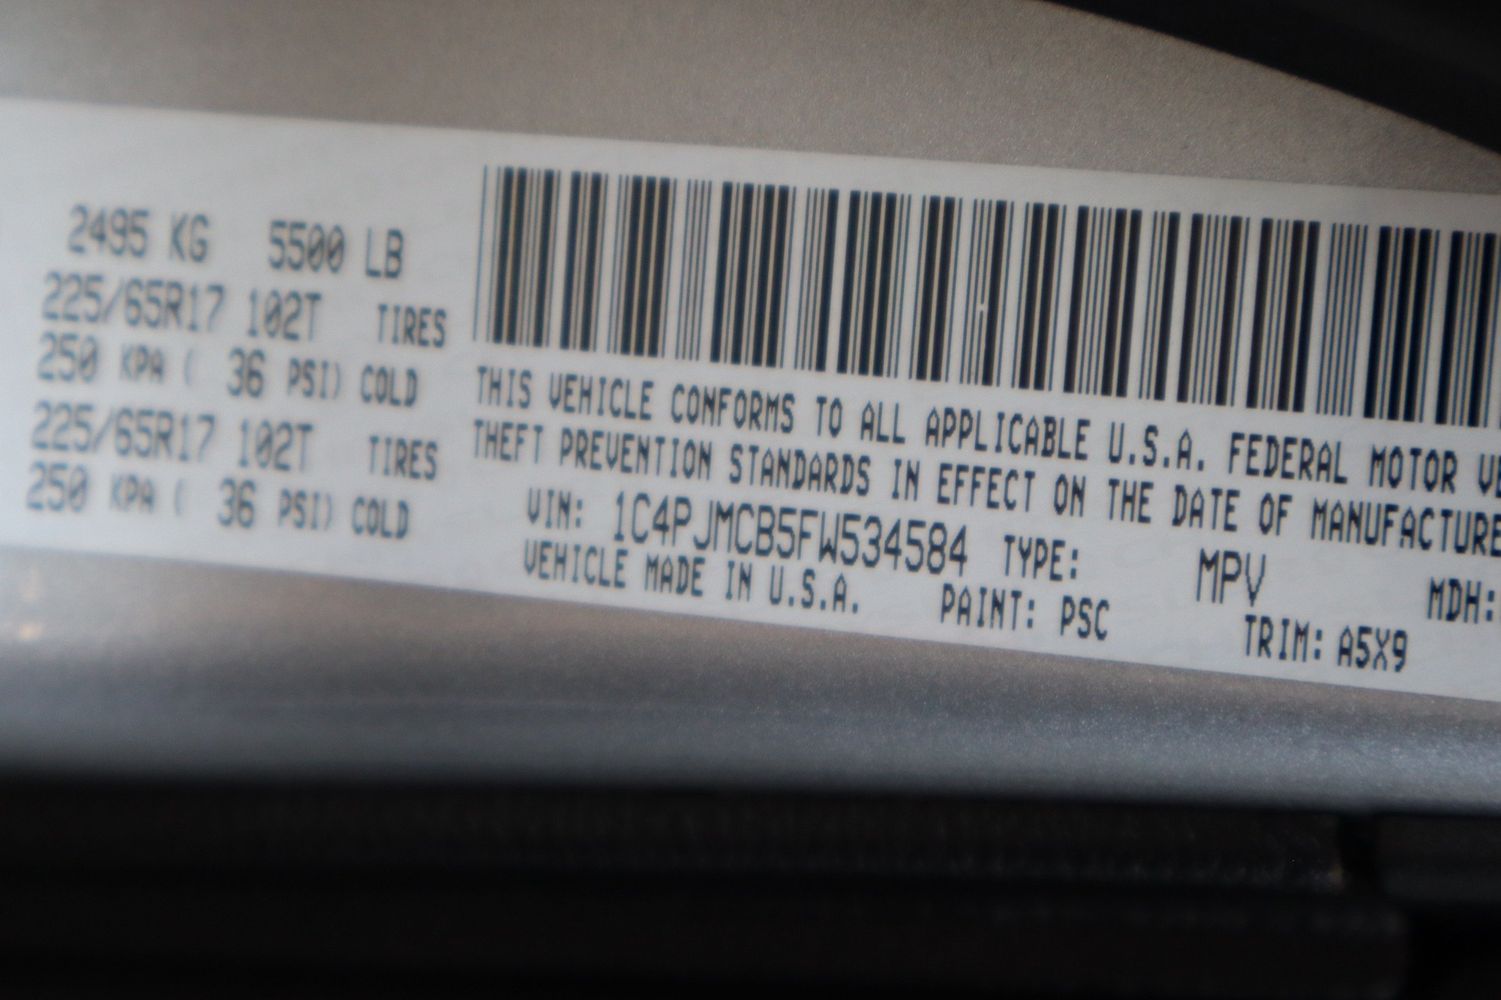 2495 KG 5500 LB
225/65R17 102T TIRES
250 KPA ( 36 PSI) COLD
225/65R17 102T TIRES
250 KPA ( 36 PSI) COLD
THIS VEHICLE CONFORMS TO ALL APPLICABLE U.S.A. FEDERAL MOTOR VE
THEFT PREVENTION STANDARDS IN EFFECT ON THE DATE OF MANUFACTURE
VIN: 1C4PJMCB5FW534584 TYPE: MPV MDH:
VEHICLE MADE IN U.S.A. PAINT: PSC TRIM: A5X9